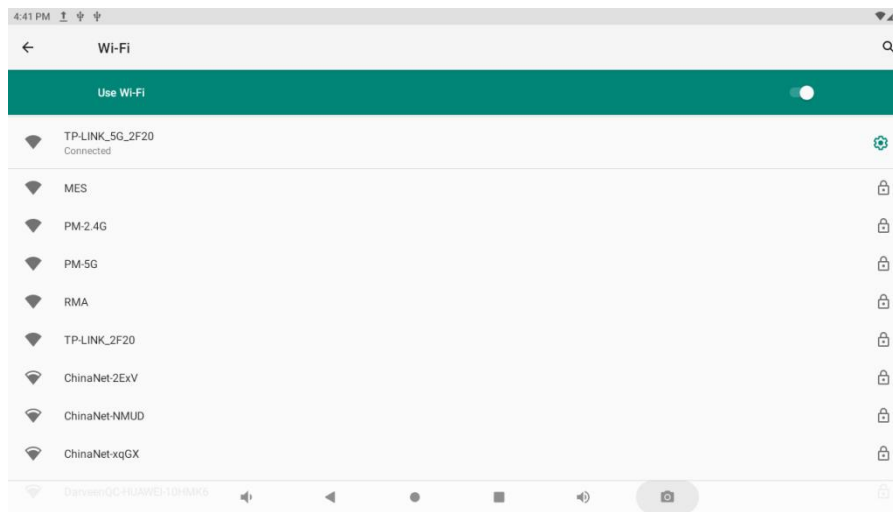 4:41 PM
Wi-Fi
Use Wi-Fi
TP-LINK_5G_2F20
Connected
MES
PM-2.4G
PM-5G
RMA
TP-LINK_2F20
ChinaNet-2ExV
ChinaNet-NMUD
ChinaNet-xqGX